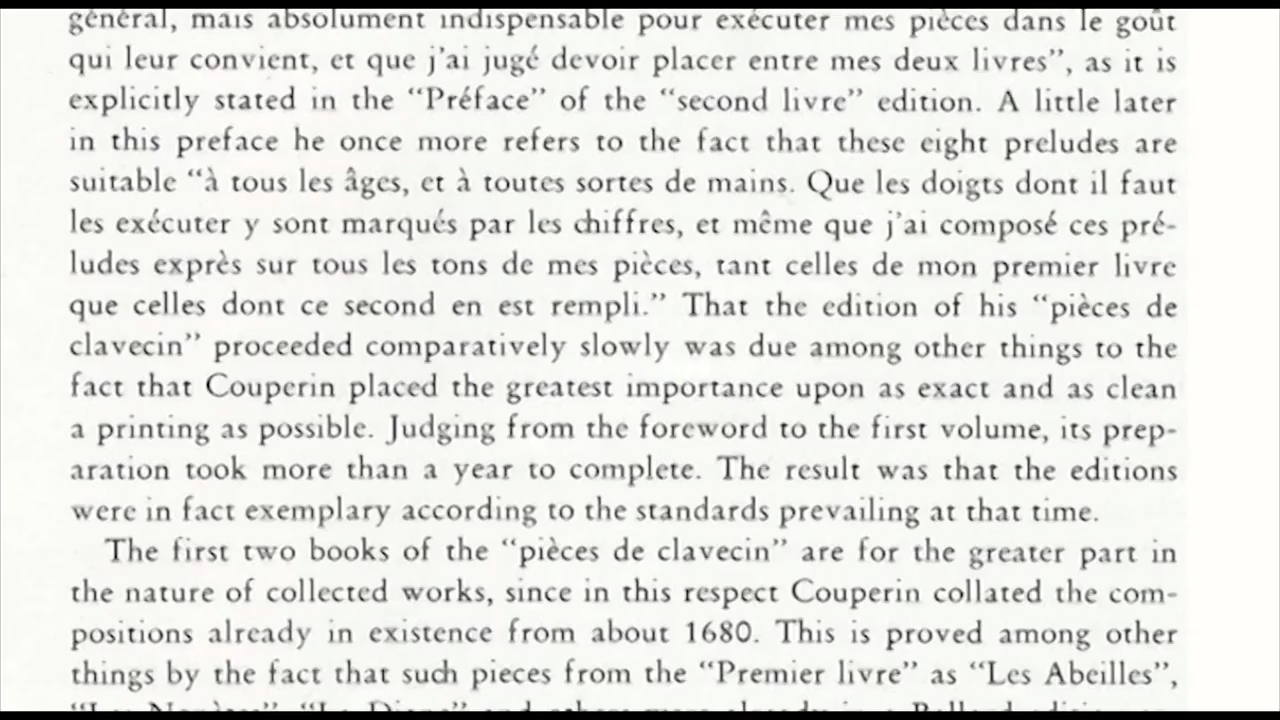 général, mais absolument indispensable pour exécuter mes pièces dans le goût
qui leur convient, et que j'ai jugé devoir placer entre mes deux livres”, as it is
explicitly stated in the “Préface” of the “second livre” edition. A little later
in this preface he once more refers to the fact that these eight preludes are
suitable “à tous les âges, et à toutes sortes de mains. Que les doigts dont il faut
les exécuter y sont marqués par les chiffres, et même que j'ai composé ces pré-
ludes exprès sur tous les tons de mes pièces, tant celles de mon premier livre
que celles dont ce second en est rempli.” That the edition of his “pièces de
clavecin” proceeded comparatively slowly was due among other things to the
fact that Couperin placed the greatest importance upon as exact and as clean
a printing as possible. Judging from the foreword to the first volume, its prep-
aration took more than a year to complete. The result was that the editions
were in fact exemplary according to the standards prevailing at that time.
The first two books of the “pièces de clavecin” are for the greater part in
the nature of collected works, since in this respect Couperin collated the com-
positions already in existence from about 1680. This is proved among other
things by the fact that such pieces from the “Premier livre” as “Les Abeilles”,